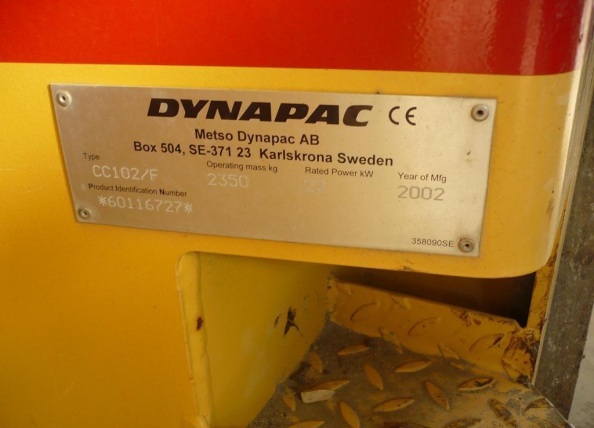 DYNAPAC CE
Metso Dynapac AB
Box 504, SE-371 23 Karlskrona Sweden
Type Operating mass kg Rated Power kW Year of Mfg
CC102/F 2350 2002
Product Identification Number
*60116727*
358090SE